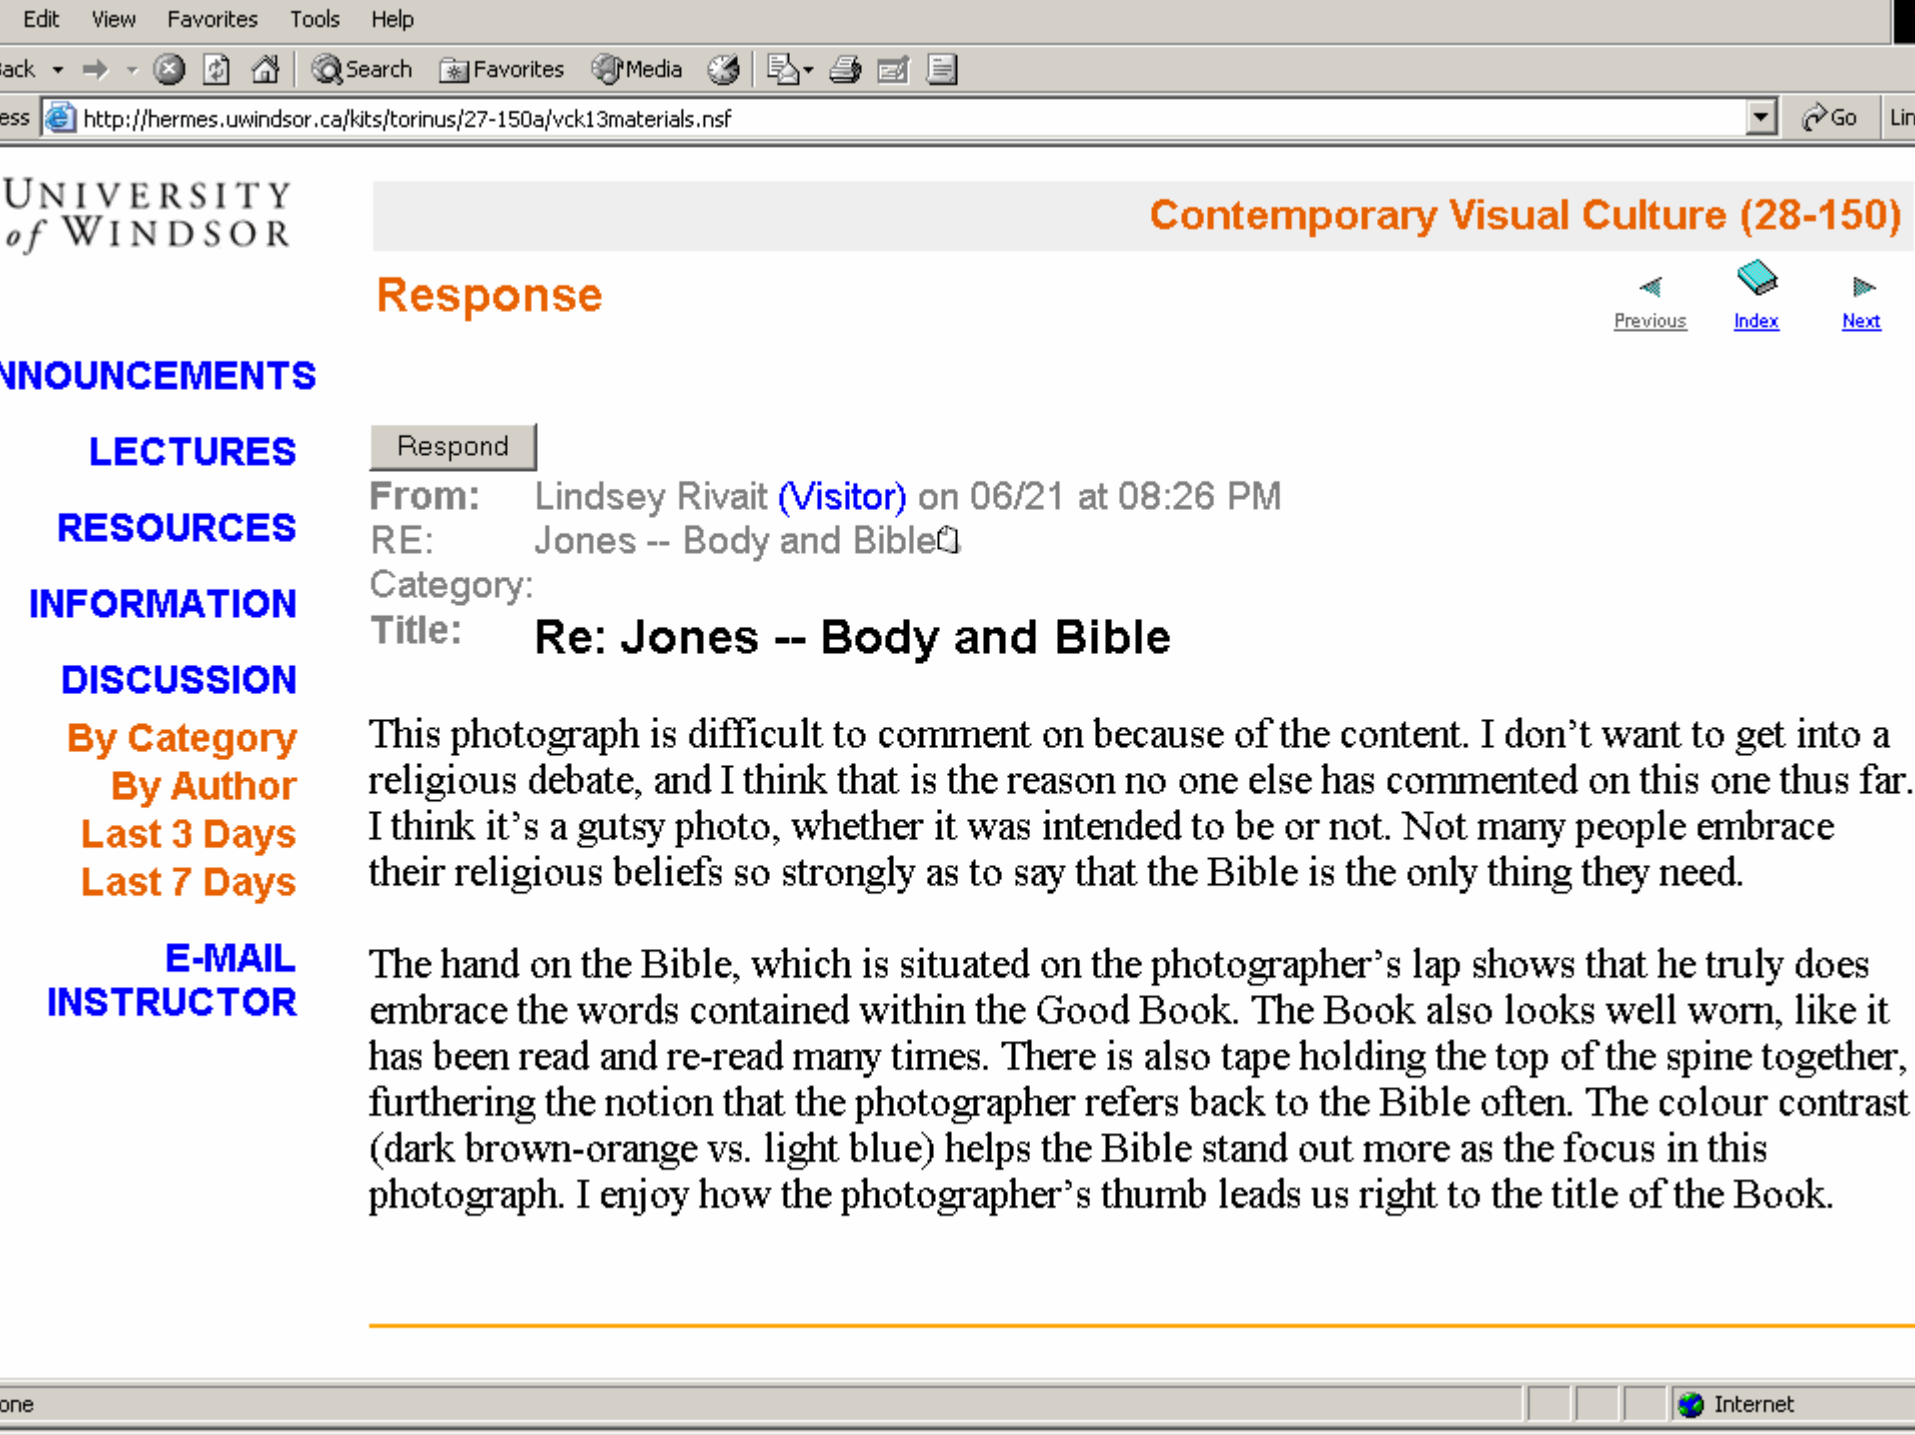 Edit View Favorites Tools Help
Back Search Favorites Media
ess http://hermes.uwindsor.ca/kits/torinus/27-150a/vck13materials.nsf Go Lin
UNIVERSITY
of WINDSOR
Contemporary Visual Culture (28-150)
Response
Previous Index Next
NNOUNCEMENTS
LECTURES
RESOURCES
INFORMATION
DISCUSSION
By Category
By Author
Last 3 Days
Last 7 Days
E-MAIL
INSTRUCTOR
Respond
From: Lindsey Rivait (Visitor) on 06/21 at 08:26 PM
RE: Jones -- Body and Bible
Category:
Title: Re: Jones -- Body and Bible
This photograph is difficult to comment on because of the content. I don’t want to get into a
religious debate, and I think that is the reason no one else has commented on this one thus far.
I think it’s a gutsy photo, whether it was intended to be or not. Not many people embrace
their religious beliefs so strongly as to say that the Bible is the only thing they need.
The hand on the Bible, which is situated on the photographer’s lap shows that he truly does
embrace the words contained within the Good Book. The Book also looks well worn, like it
has been read and re-read many times. There is also tape holding the top of the spine together,
furthering the notion that the photographer refers back to the Bible often. The colour contrast
(dark brown-orange vs. light blue) helps the Bible stand out more as the focus in this
photograph. I enjoy how the photographer’s thumb leads us right to the title of the Book.
one Internet